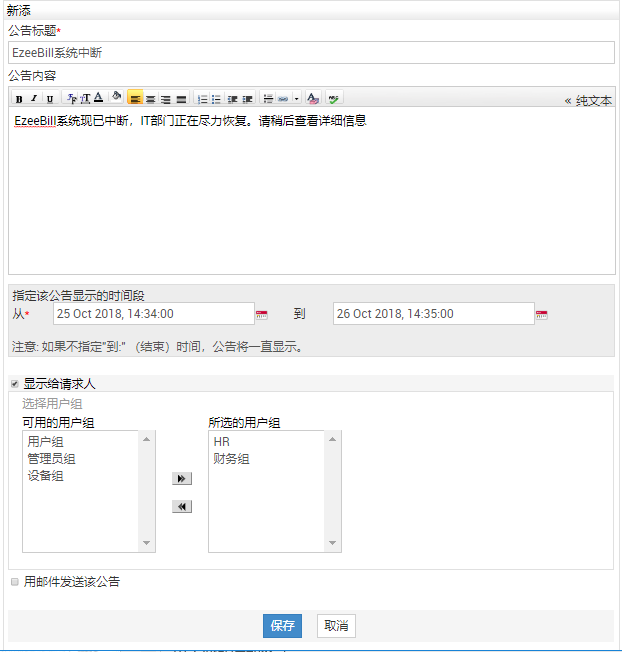 新添
公告标题*
EzeeBill系统中断
公告内容
B I U « 纯文本
EzeeBill系统现已中断，IT部门正在尽力恢复。请稍后查看详细信息
指定该公告显示的时间段
从* 25 Oct 2018, 14:34:00 到 26 Oct 2018, 14:35:00
注意: 如果不指定"到:" （结束）时间，公告将一直显示。
显示给请求人
选择用户组
可用的用户组 所选的用户组
用户组 HR
管理员组 财务组
设备组
用邮件发送该公告
保存 取消